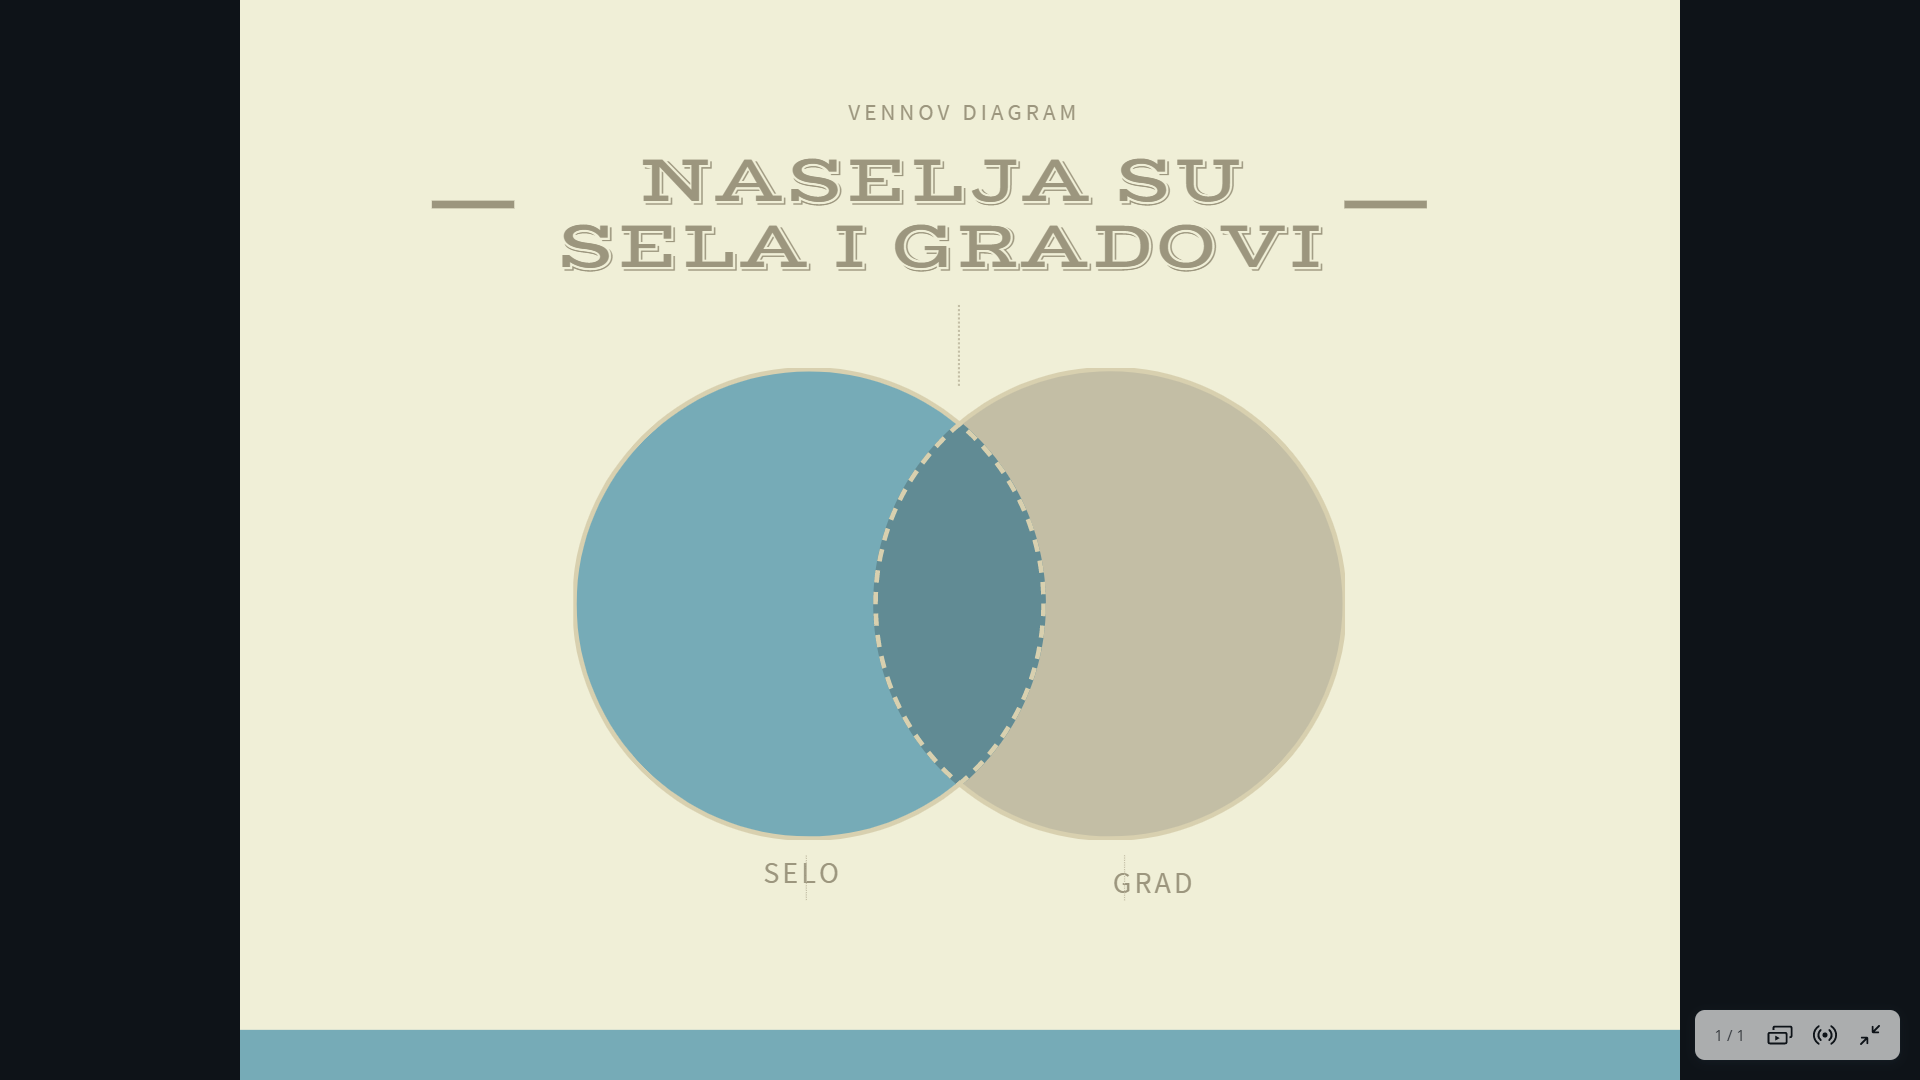 VENNOV DIAGRAM
NASELJA SU
SELA I GRADOVI
SELO
GRAD
1 / 1